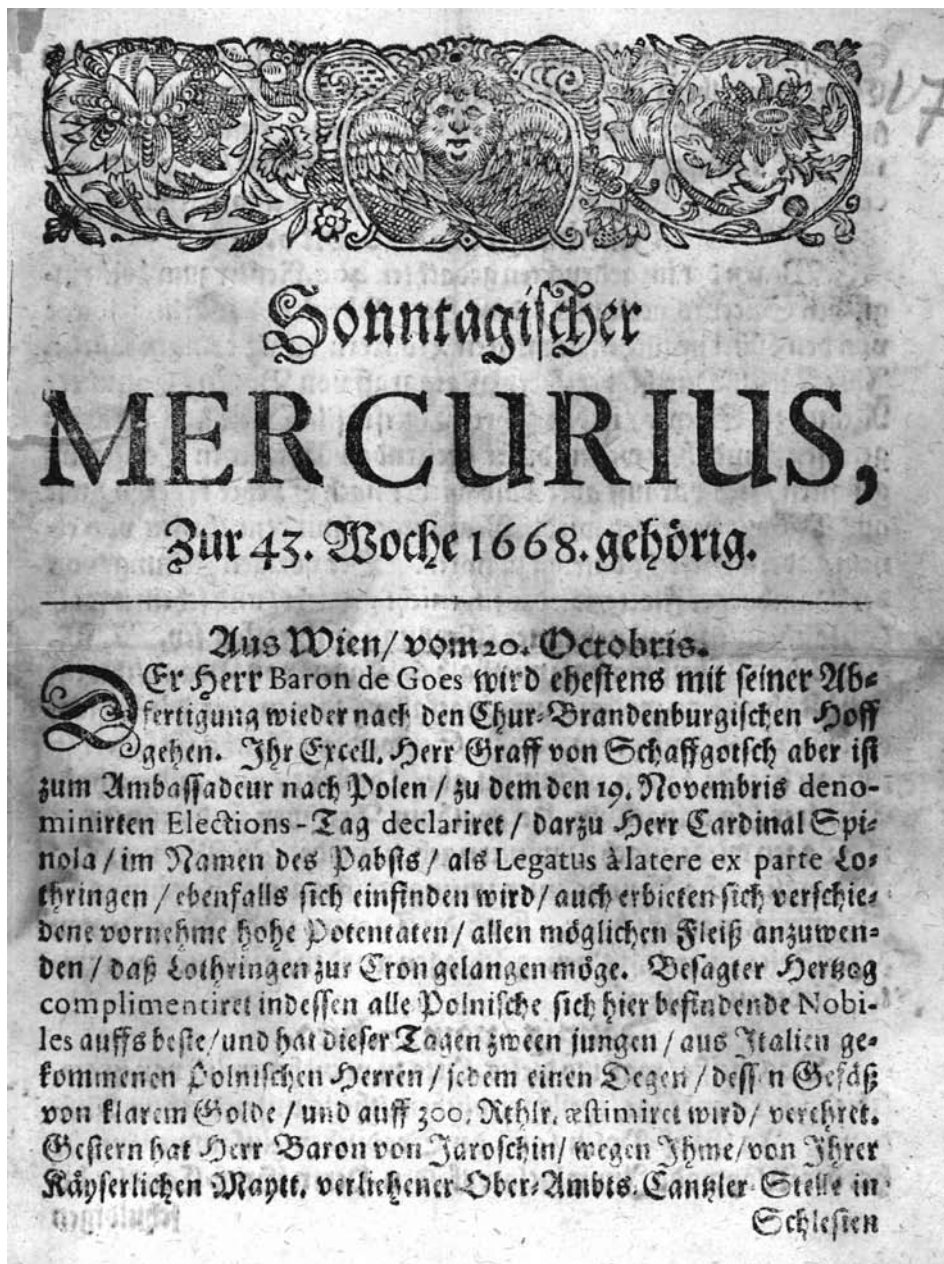 17
Sonntagischer
MERCURIUS,
Zur 43. Woche 1668. gehörig.
Aus Wien/ vom 20. Octobris.
DEr Herr Baron de Goes wird ehestens mit seiner Ab-
fertigung wieder nach den Chur-Brandenburgischen Hoff
gehen. Ihr Excell. Herr Graff von Schaffgotsch aber ist
zum Ambassadeur nach Polen / zu dem den 19. Novembris deno-
minirten Elections-Tag declariret / darzu Herr Cardinal Spi-
nola / im Namen des Pabsts / als Legatus à latere ex parte Lo-
thringen / ebenfalls sich einfinden wird / auch erbieten sich verschie-
dene vornehme hohe Potentaten / allen möglichen Fleiß anzuwen-
den / daß Lothringen zur Cron gelangen möge. Besagter Hertzog
complimentiret indessen alle Polnische sich hier befindende Nobi-
les auffs beste / und hat dieser Tagen zween jungen / aus Italien ge-
kommenen Polnischen Herren / jedem einen Degen / dessn Gefäß
von klarem Golde / und auff 300. Rthlr. æstimiret wird / verehret.
Gestern hat Herr Baron von Jaroschin / wegen Ihme / von Ihrer
Käyserlichen Maytt. verliehener Ober-Ambts-Cantzler-Stelle in
Schlesien